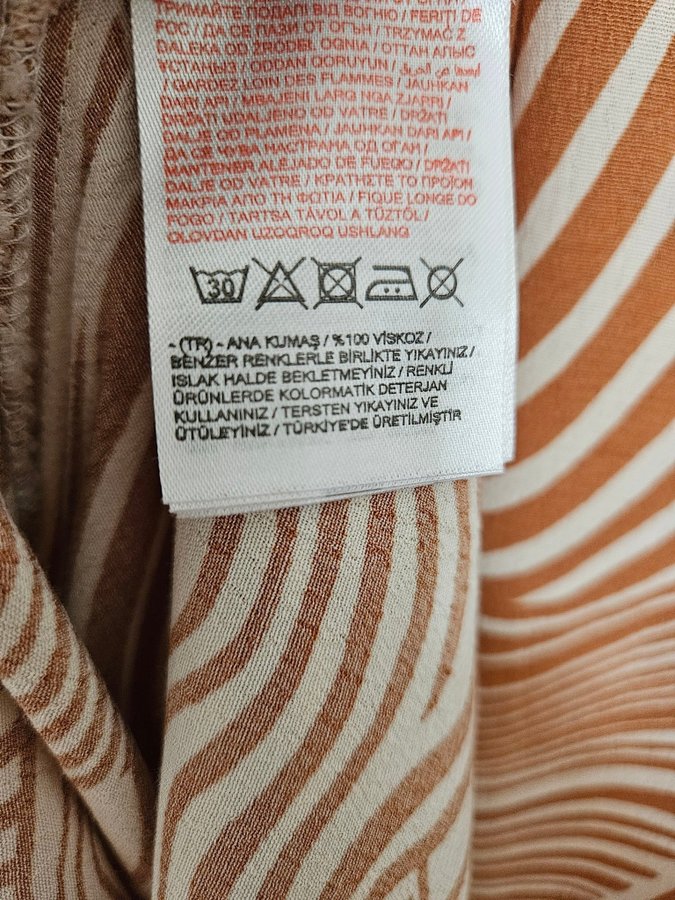 ТРИМАЙТЕ ПОДАЛІ ВІД ВОГНЮ / FERIȚI DE
FOC / ДА СЕ ПАЗИ ОТ ОГЪН / TRZYMAĆ Z
DALEKA OD ŹRÓDEŁ OGNIA / ОТТАН АЛЫС
ҰСТАҢЫЗ / ODDAN QORUYUN / أبعدها عن الحريق
/ GARDEZ LOIN DES FLAMMES / JAUHKAN
DARI API / MBAJENI LARG NGA ZJARRI /
DRŽATI UDALJENO OD VATRE / DRŽATI
DALJE OD PLAMENA / JAUHKAN DARI API /
ДА СЕ ЧУВА НАСТРАНА ОД ОГАН /
MANTENER ALEJADO DE FUEGO / DRŽATI
DALJE OD VATRE / ΚΡΑΤΗΣΤΕ ΤΟ ΠΡΟΪΟΝ
ΜΑΚΡΙΑ ΑΠΟ ΤΗ ΦΩΤΙΑ / FIQUE LONGE DO
FOGO / TARTSA TÁVOL A TŰZTŐL /
OLOVDAN UZOQROQ USHLANG
30
- (TR) - ANA KUMAŞ / %100 VİSKOZ /
BENZER RENKLERLE BİRLİKTE YIKAYINIZ /
ISLAK HALDE BEKLETMEYİNİZ / RENKLİ
ÜRÜNLERDE KOLORMATİK DETERJAN
KULLANINIZ / TERSTEN YIKAYINIZ VE
ÜTÜLEYİNİZ / TÜRKİYE'DE ÜRETİLMİŞTİR